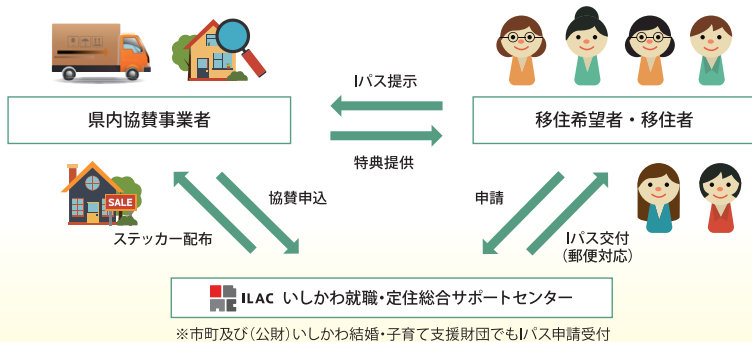 Iパス提示
県内協賛事業者
移住希望者・移住者
特典提供
SALE
協賛申込
申請
ステッカー配布
Iパス交付
(郵便対応)
ILAC いしかわ就職・定住総合サポートセンター
※市町及び(公財)いしかわ結婚・子育て支援財団でもIパス申請受付